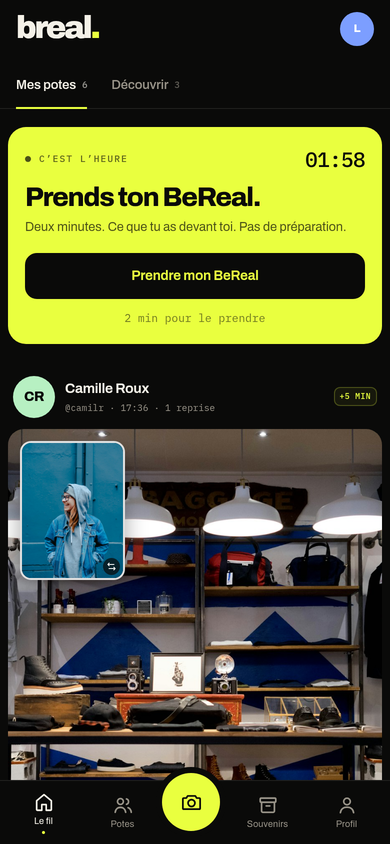 breal.
L
Mes potes 6
Découvrir 3
C'EST L'HEURE
01:58
Prends ton BeReal.
Deux minutes. Ce que tu as devant toi. Pas de préparation.
Prendre mon BeReal
2 min pour le prendre
CR
Camille Roux
@camilr · 17:36 · 1 reprise
+5 MIN
Le fil
Potes
Souvenirs
Profil